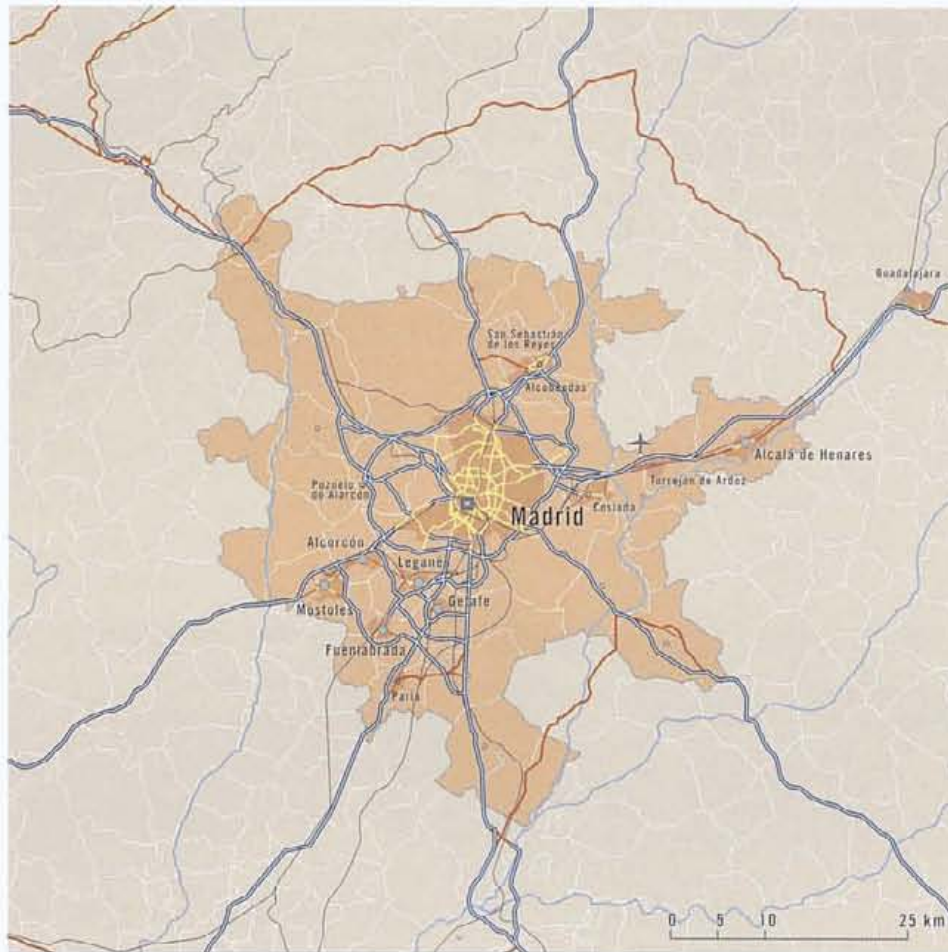 Guadalajara
San Sebastián
de los Reyes
Alcobendas
Alcalá de Henares
Torrejón de Ardoz
Pozuelo
de Alarcón
Coslada
Madrid
Alcorcón
Leganés
Móstoles
Getafe
Fuenlabrada
Parla
0 5 10 25 km